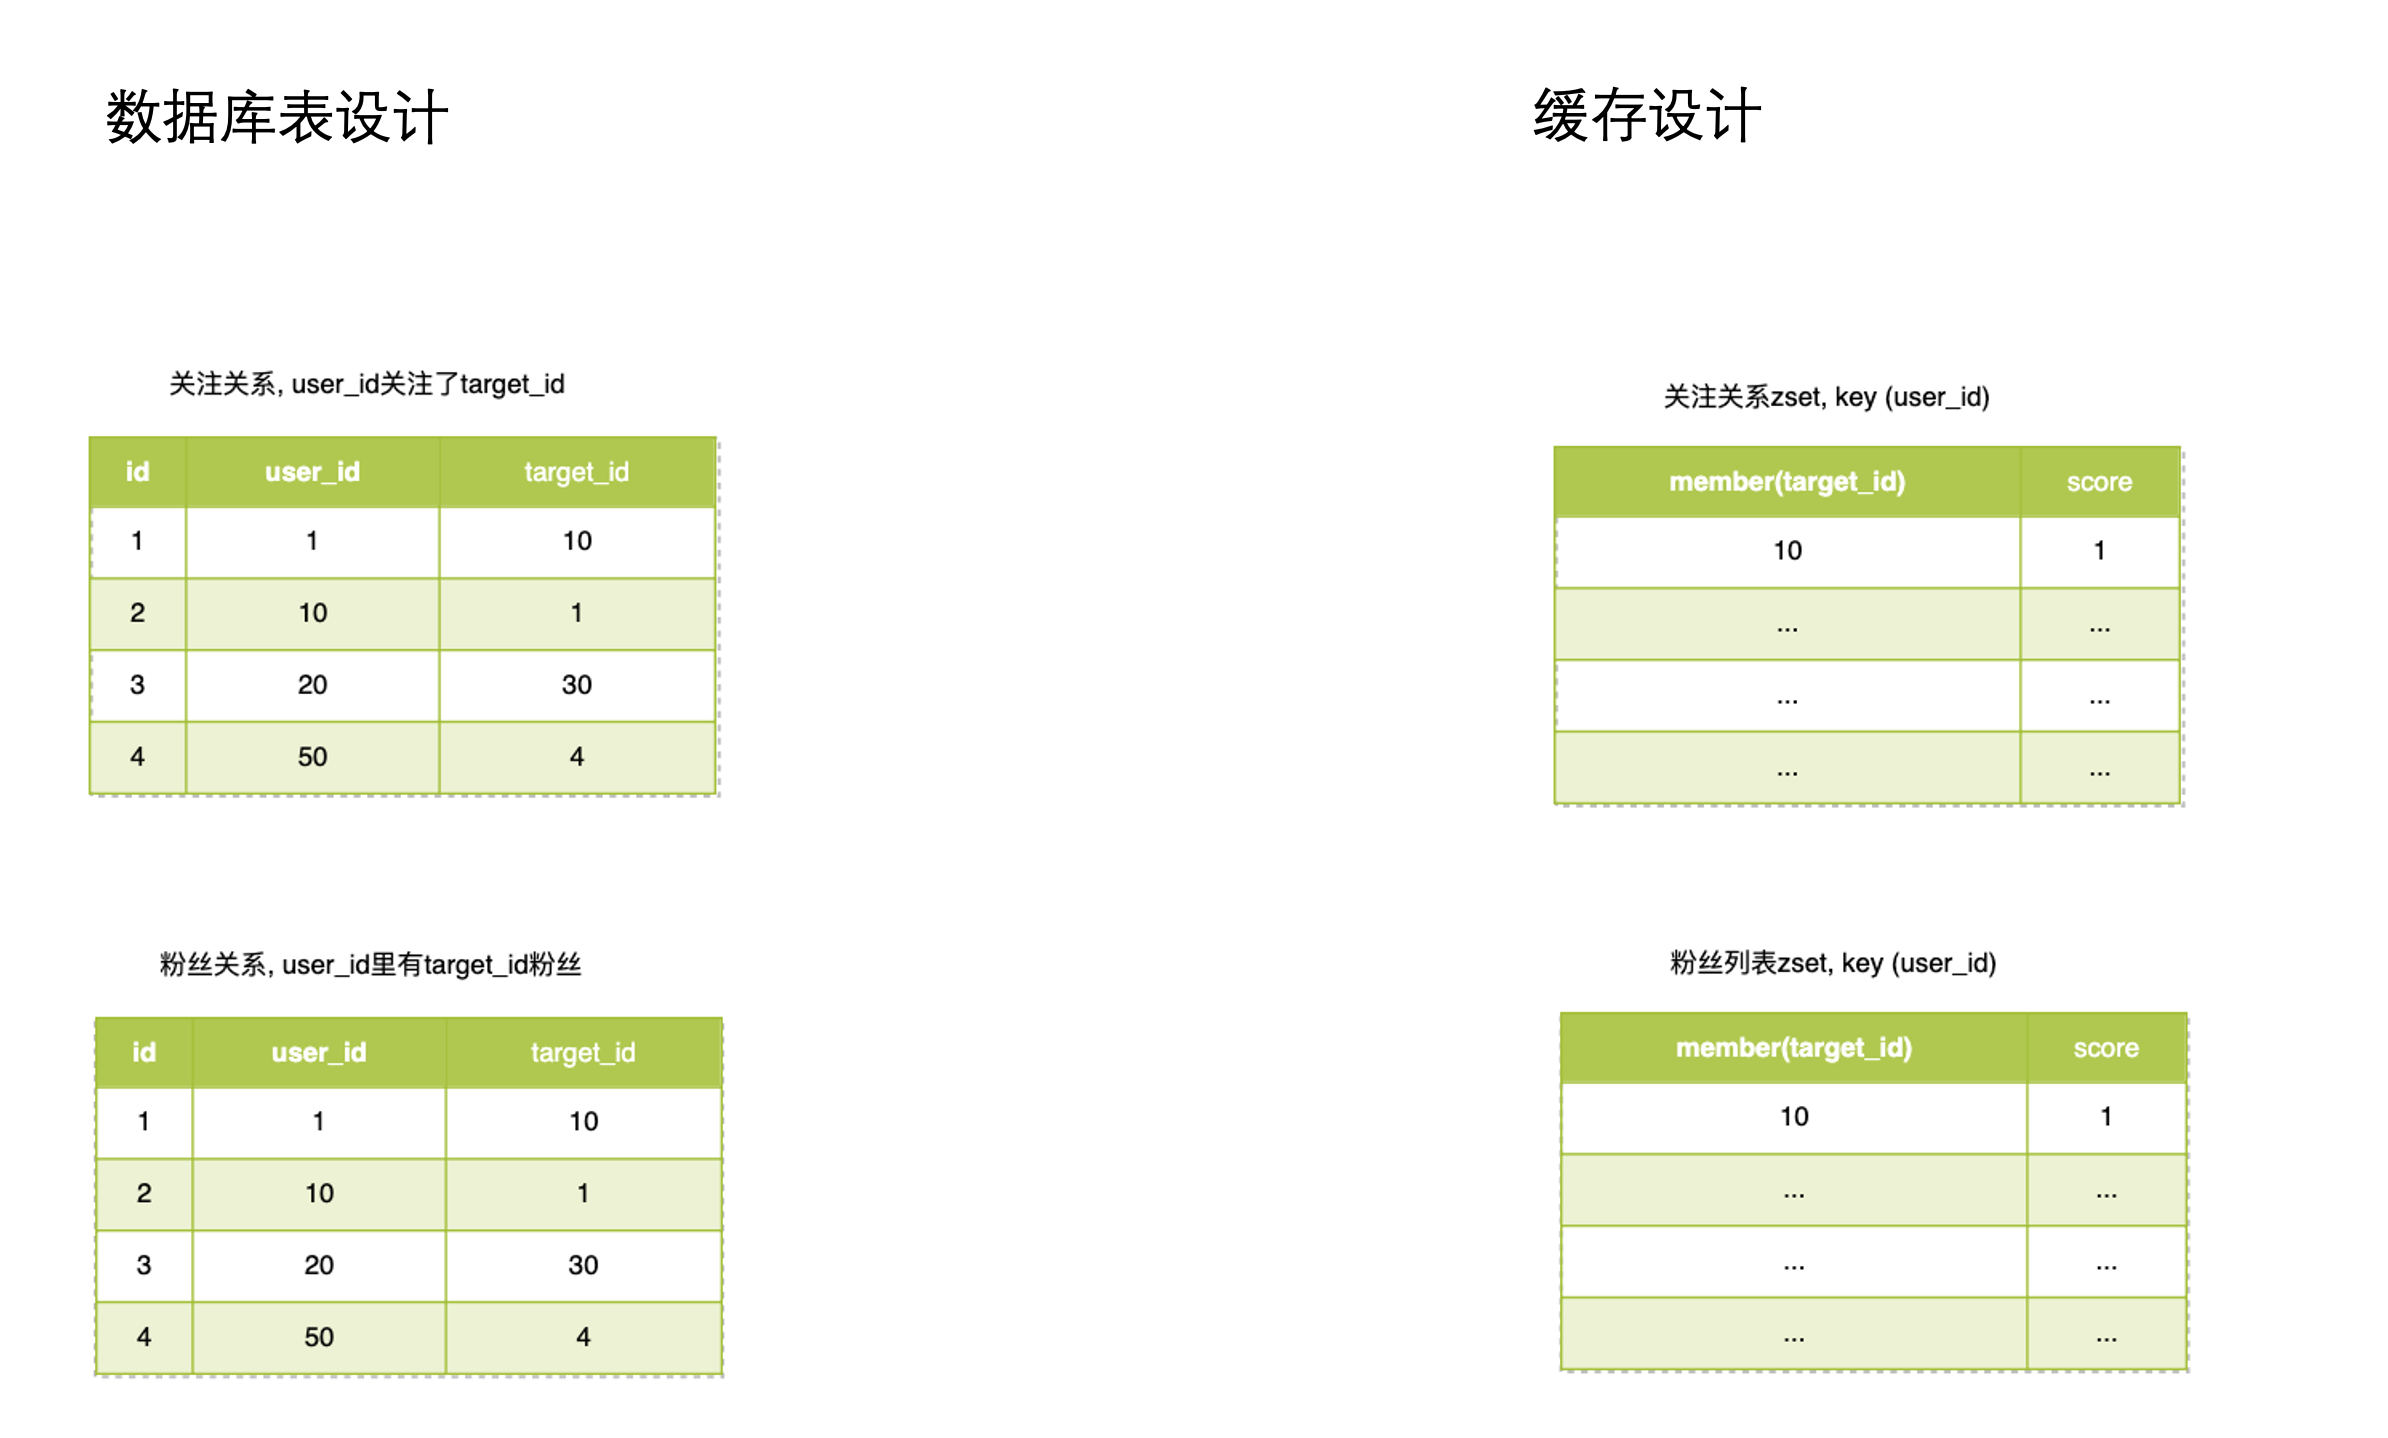 数据库表设计
缓存设计
关注关系, user_id关注了target_id
id user_id target_id
1 1 10
2 10 1
3 20 30
4 50 4
关注关系zset, key (user_id)
member(target_id) score
10 1
... ...
... ...
... ...
粉丝关系, user_id里有target_id粉丝
id user_id target_id
1 1 10
2 10 1
3 20 30
4 50 4
粉丝列表zset, key (user_id)
member(target_id) score
10 1
... ...
... ...
... ...